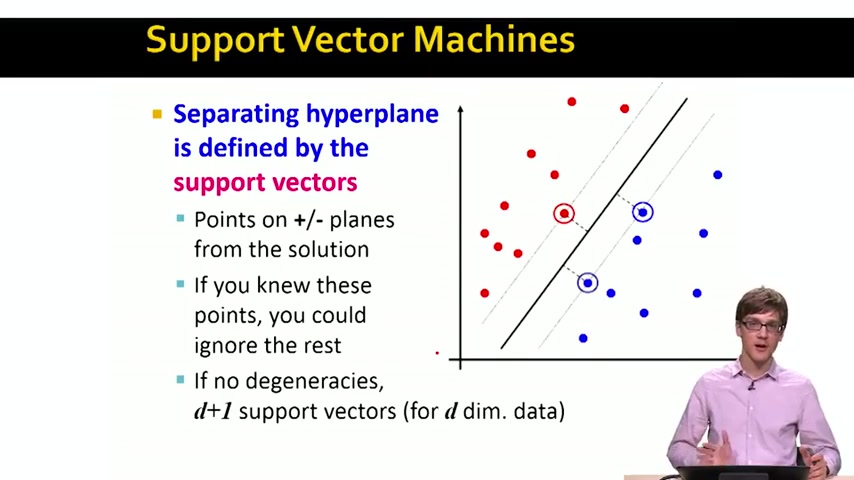 Support Vector Machines
Separating hyperplane
is defined by the
support vectors
Points on +/- planes
from the solution
If you knew these
points, you could
ignore the rest
If no degeneracies,
d+1 support vectors (for d dim. data)